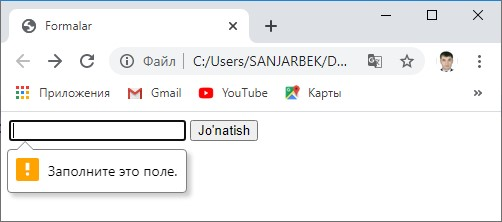 Formalar
Файл C:/Users/SANJARBEK/D...
Приложения Gmail YouTube Карты
Jo'natish
Заполните это поле.